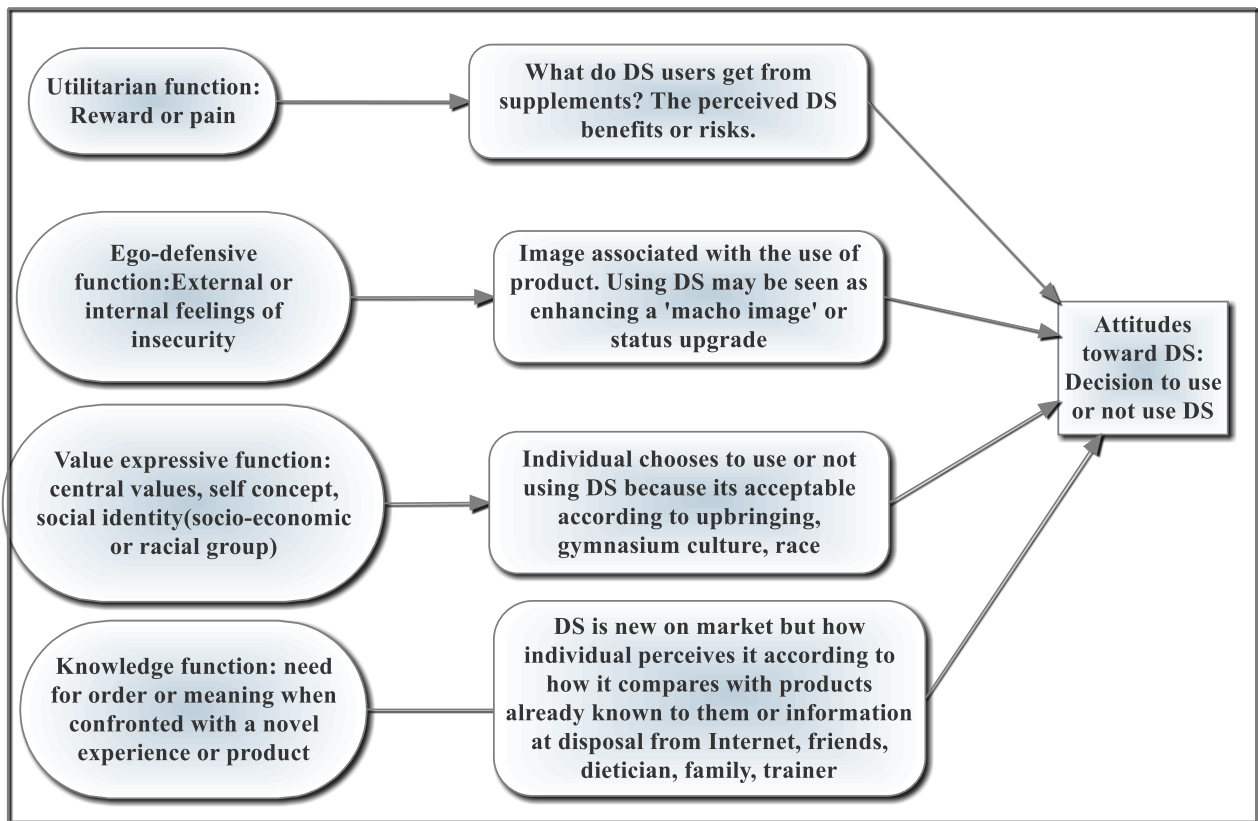 Utilitarian function:
Reward or pain
What do DS users get from
supplements? The perceived DS
benefits or risks.
Ego-defensive
function:External or
internal feelings of
insecurity
Image associated with the use of
product. Using DS may be seen as
enhancing a 'macho image' or
status upgrade
Value expressive function:
central values, self concept,
social identity(socio-economic
or racial group)
Individual chooses to use or not
using DS because its acceptable
according to upbringing,
gymnasium culture, race
Knowledge function: need
for order or meaning when
confronted with a novel
experience or product
DS is new on market but how
individual perceives it according to
how it compares with products
already known to them or information
at disposal from Internet, friends,
dietician, family, trainer
Attitudes
toward DS:
Decision to use
or not use DS